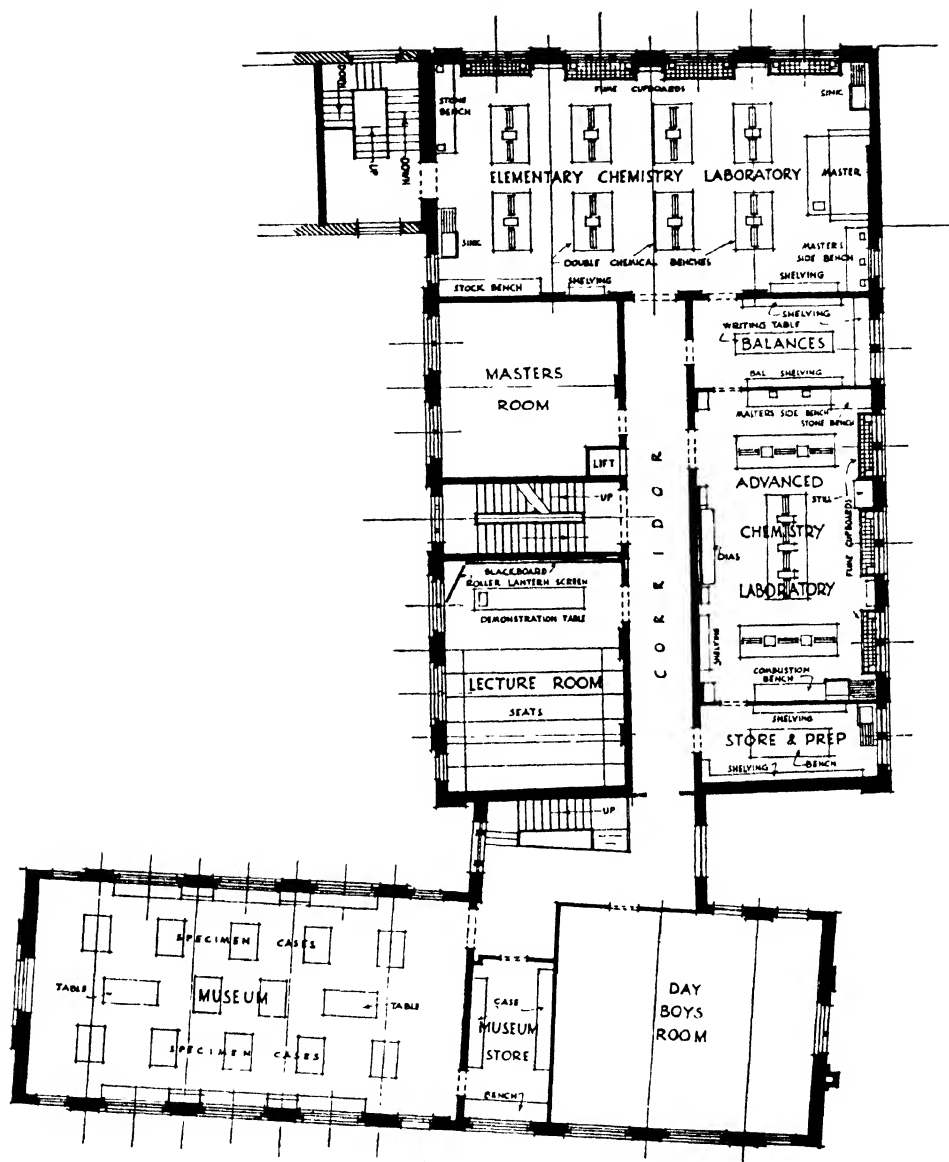 DOWN
UP
DOWN
STONE
BENCH
FUME CUPBOARDS
SINK
ELEMENTARY CHEMISTRY LABORATORY
MASTER
SINK
DOUBLE CHEMICAL BENCHES
MASTERS
SIDE BENCH
STOCK BENCH
SHELVING
SHELVING
SHELVING
WRITING TABLE
BALANCES
BAL SHELVING
MASTERS
ROOM
LIFT
MASTERS SIDE BENCH
STONE BENCH
ADVANCED
CHEMISTRY
LABORATORY
STILL
FUME CUPBOARDS
DIAS
SHELVING
COMBUSTION
BENCH
UP
CORRIDOR
BLACKBOARD
ROLLER LANTERN SCREEN
DEMONSTRATION TABLE
LECTURE ROOM
SEATS
SHELVING
STORE & PREP
SHELVING
BENCH
UP
SPECIMEN CASES
TABLE
MUSEUM
TABLE
SPECIMEN CASES
CASE
MUSEUM
STORE
BENCH
DAY
BOYS
ROOM